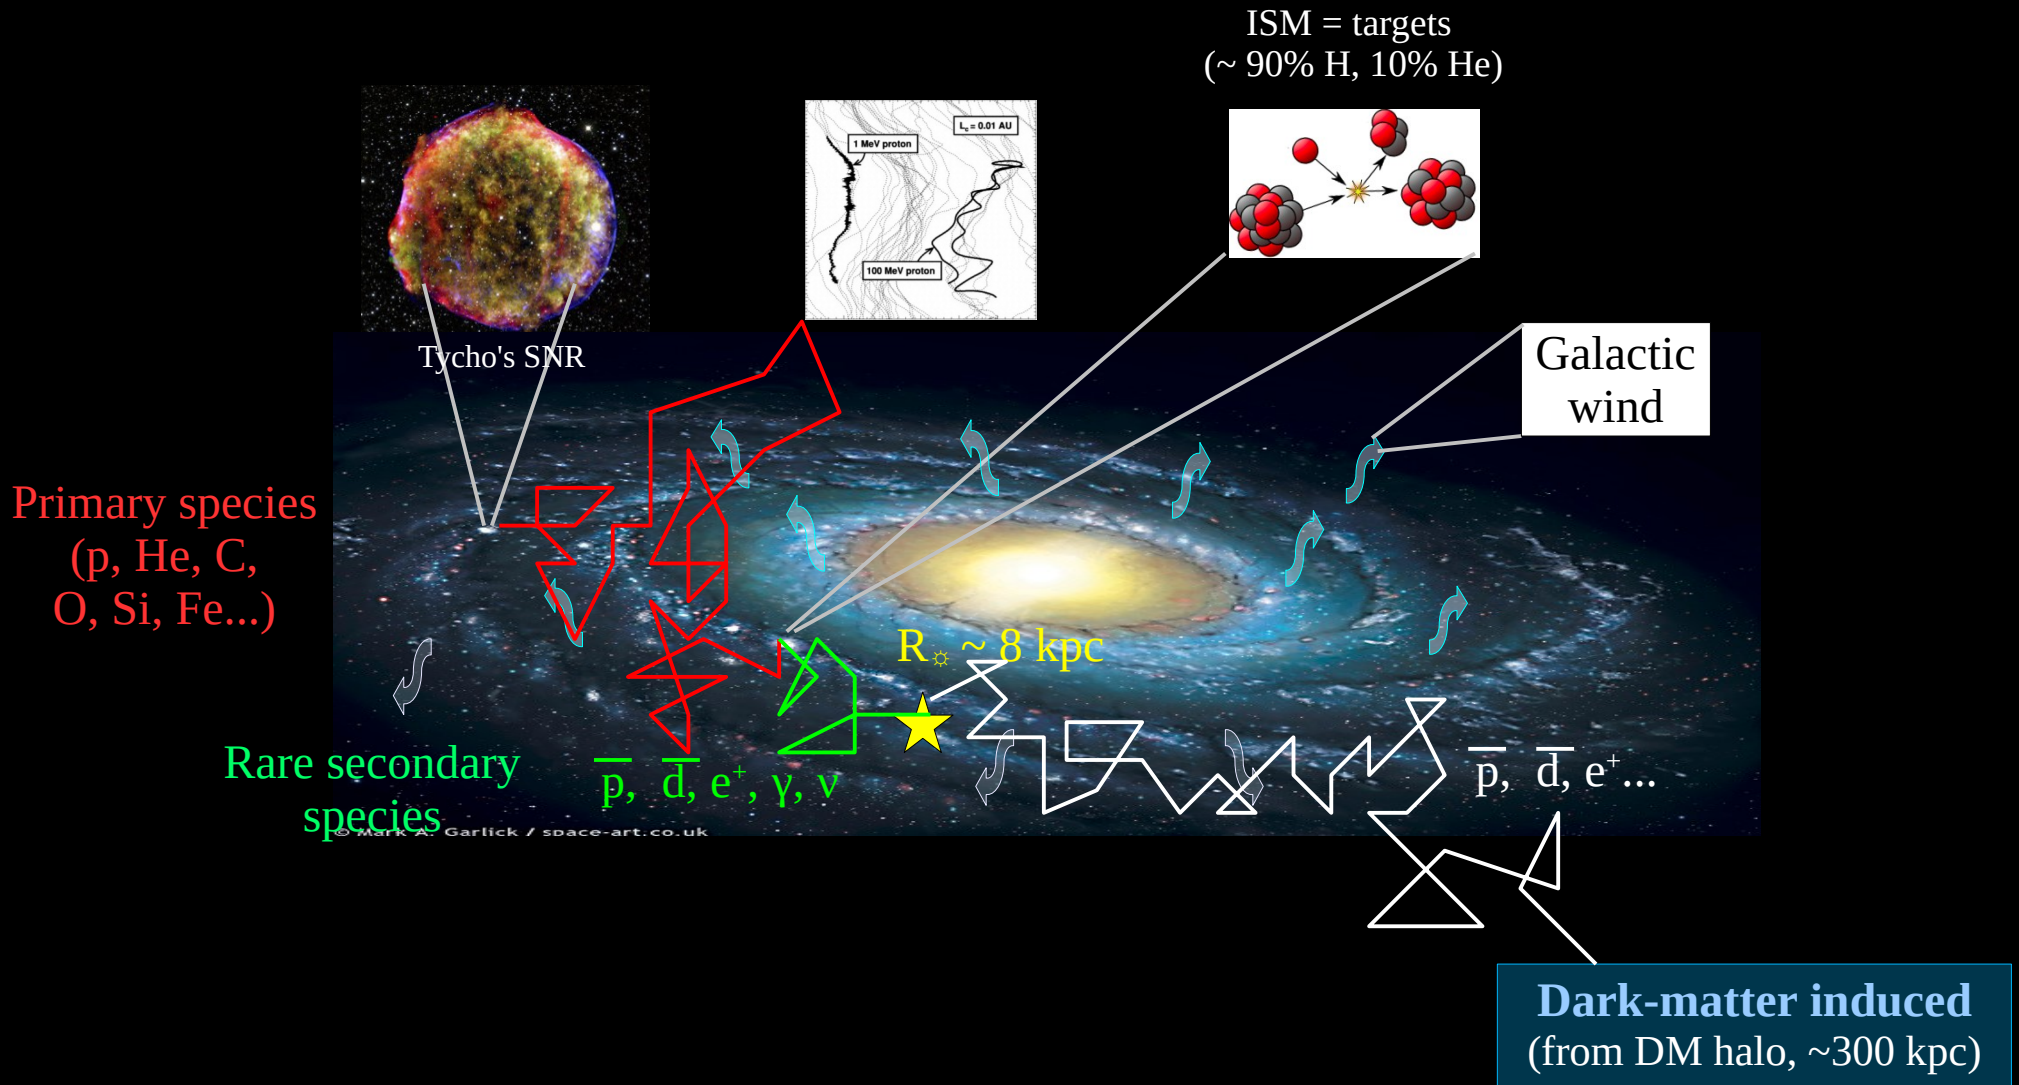 ISM = targets
(~ 90% H, 10% He)
L_c = 0.01 AU
1 MeV proton
100 MeV proton
Tycho's SNR
Galactic
wind
Primary species
(p, He, C,
O, Si, Fe...)
R☼ ~ 8 kpc
Rare secondary
species
p̅, d̅, e⁺, γ, ν
p̅, d̅, e⁺...
© Mark A. Garlick / space-art.co.uk
Dark-matter induced
(from DM halo, ~300 kpc)